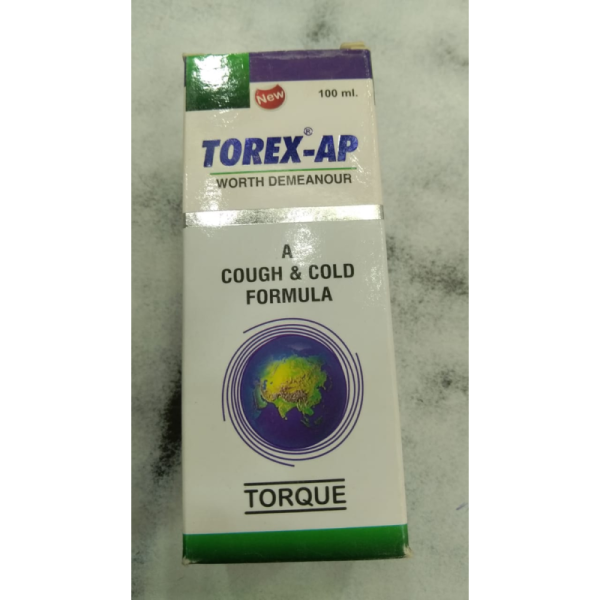 New
100 ml.
TOREX-AP®
WORTH DEMEANOUR
A
COUGH & COLD
FORMULA
TORQUE